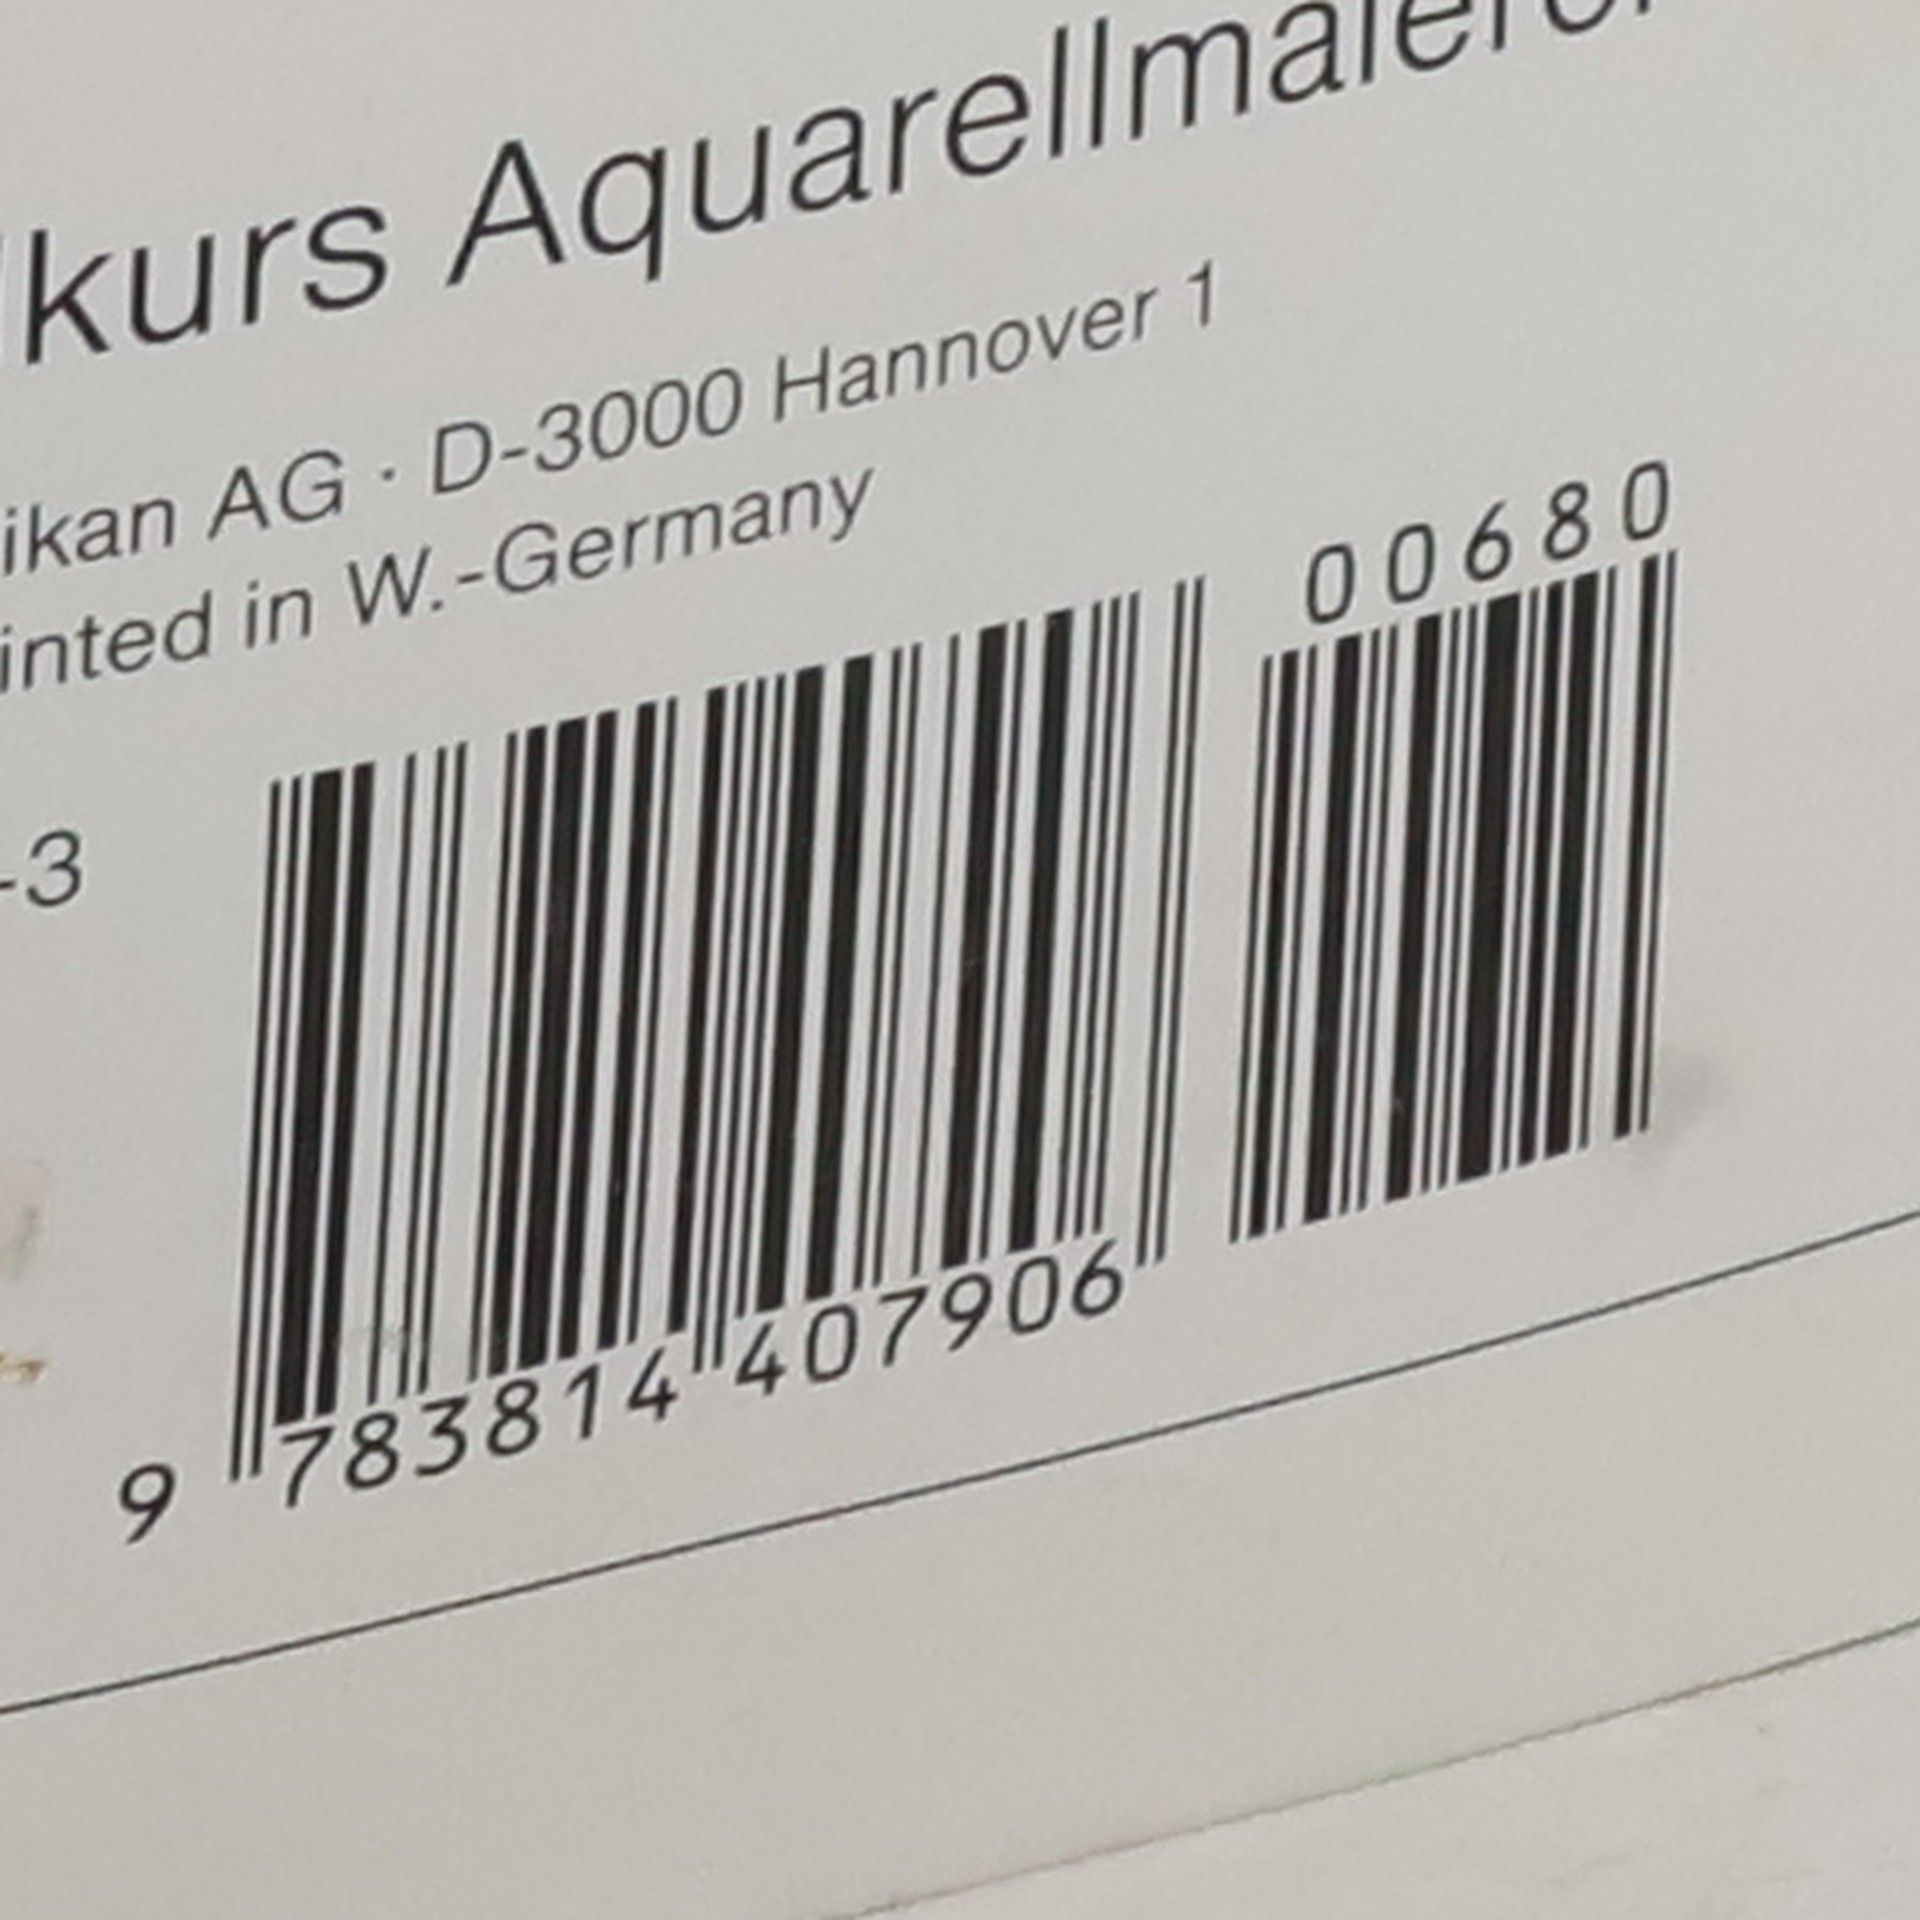 kurs Aquarellmalerei
ikan AG · D-3000 Hannover 1
inted in W.-Germany
00680
-3
9 783814 407906